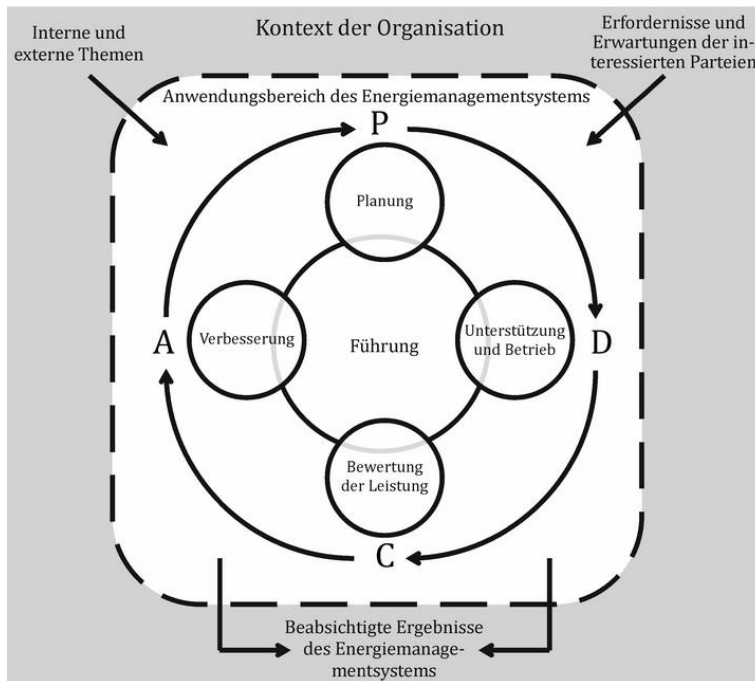 Kontext der Organisation
Interne und
externe Themen
Erfordernisse und
Erwartungen der in-
teressierten Parteien
Anwendungsbereich des Energiemanagementsystems
P
Planung
A
Verbesserung
Führung
Unterstützung
und Betrieb
D
Bewertung
der Leistung
C
Beabsichtigte Ergebnisse
des Energiemanage-
mentsystems